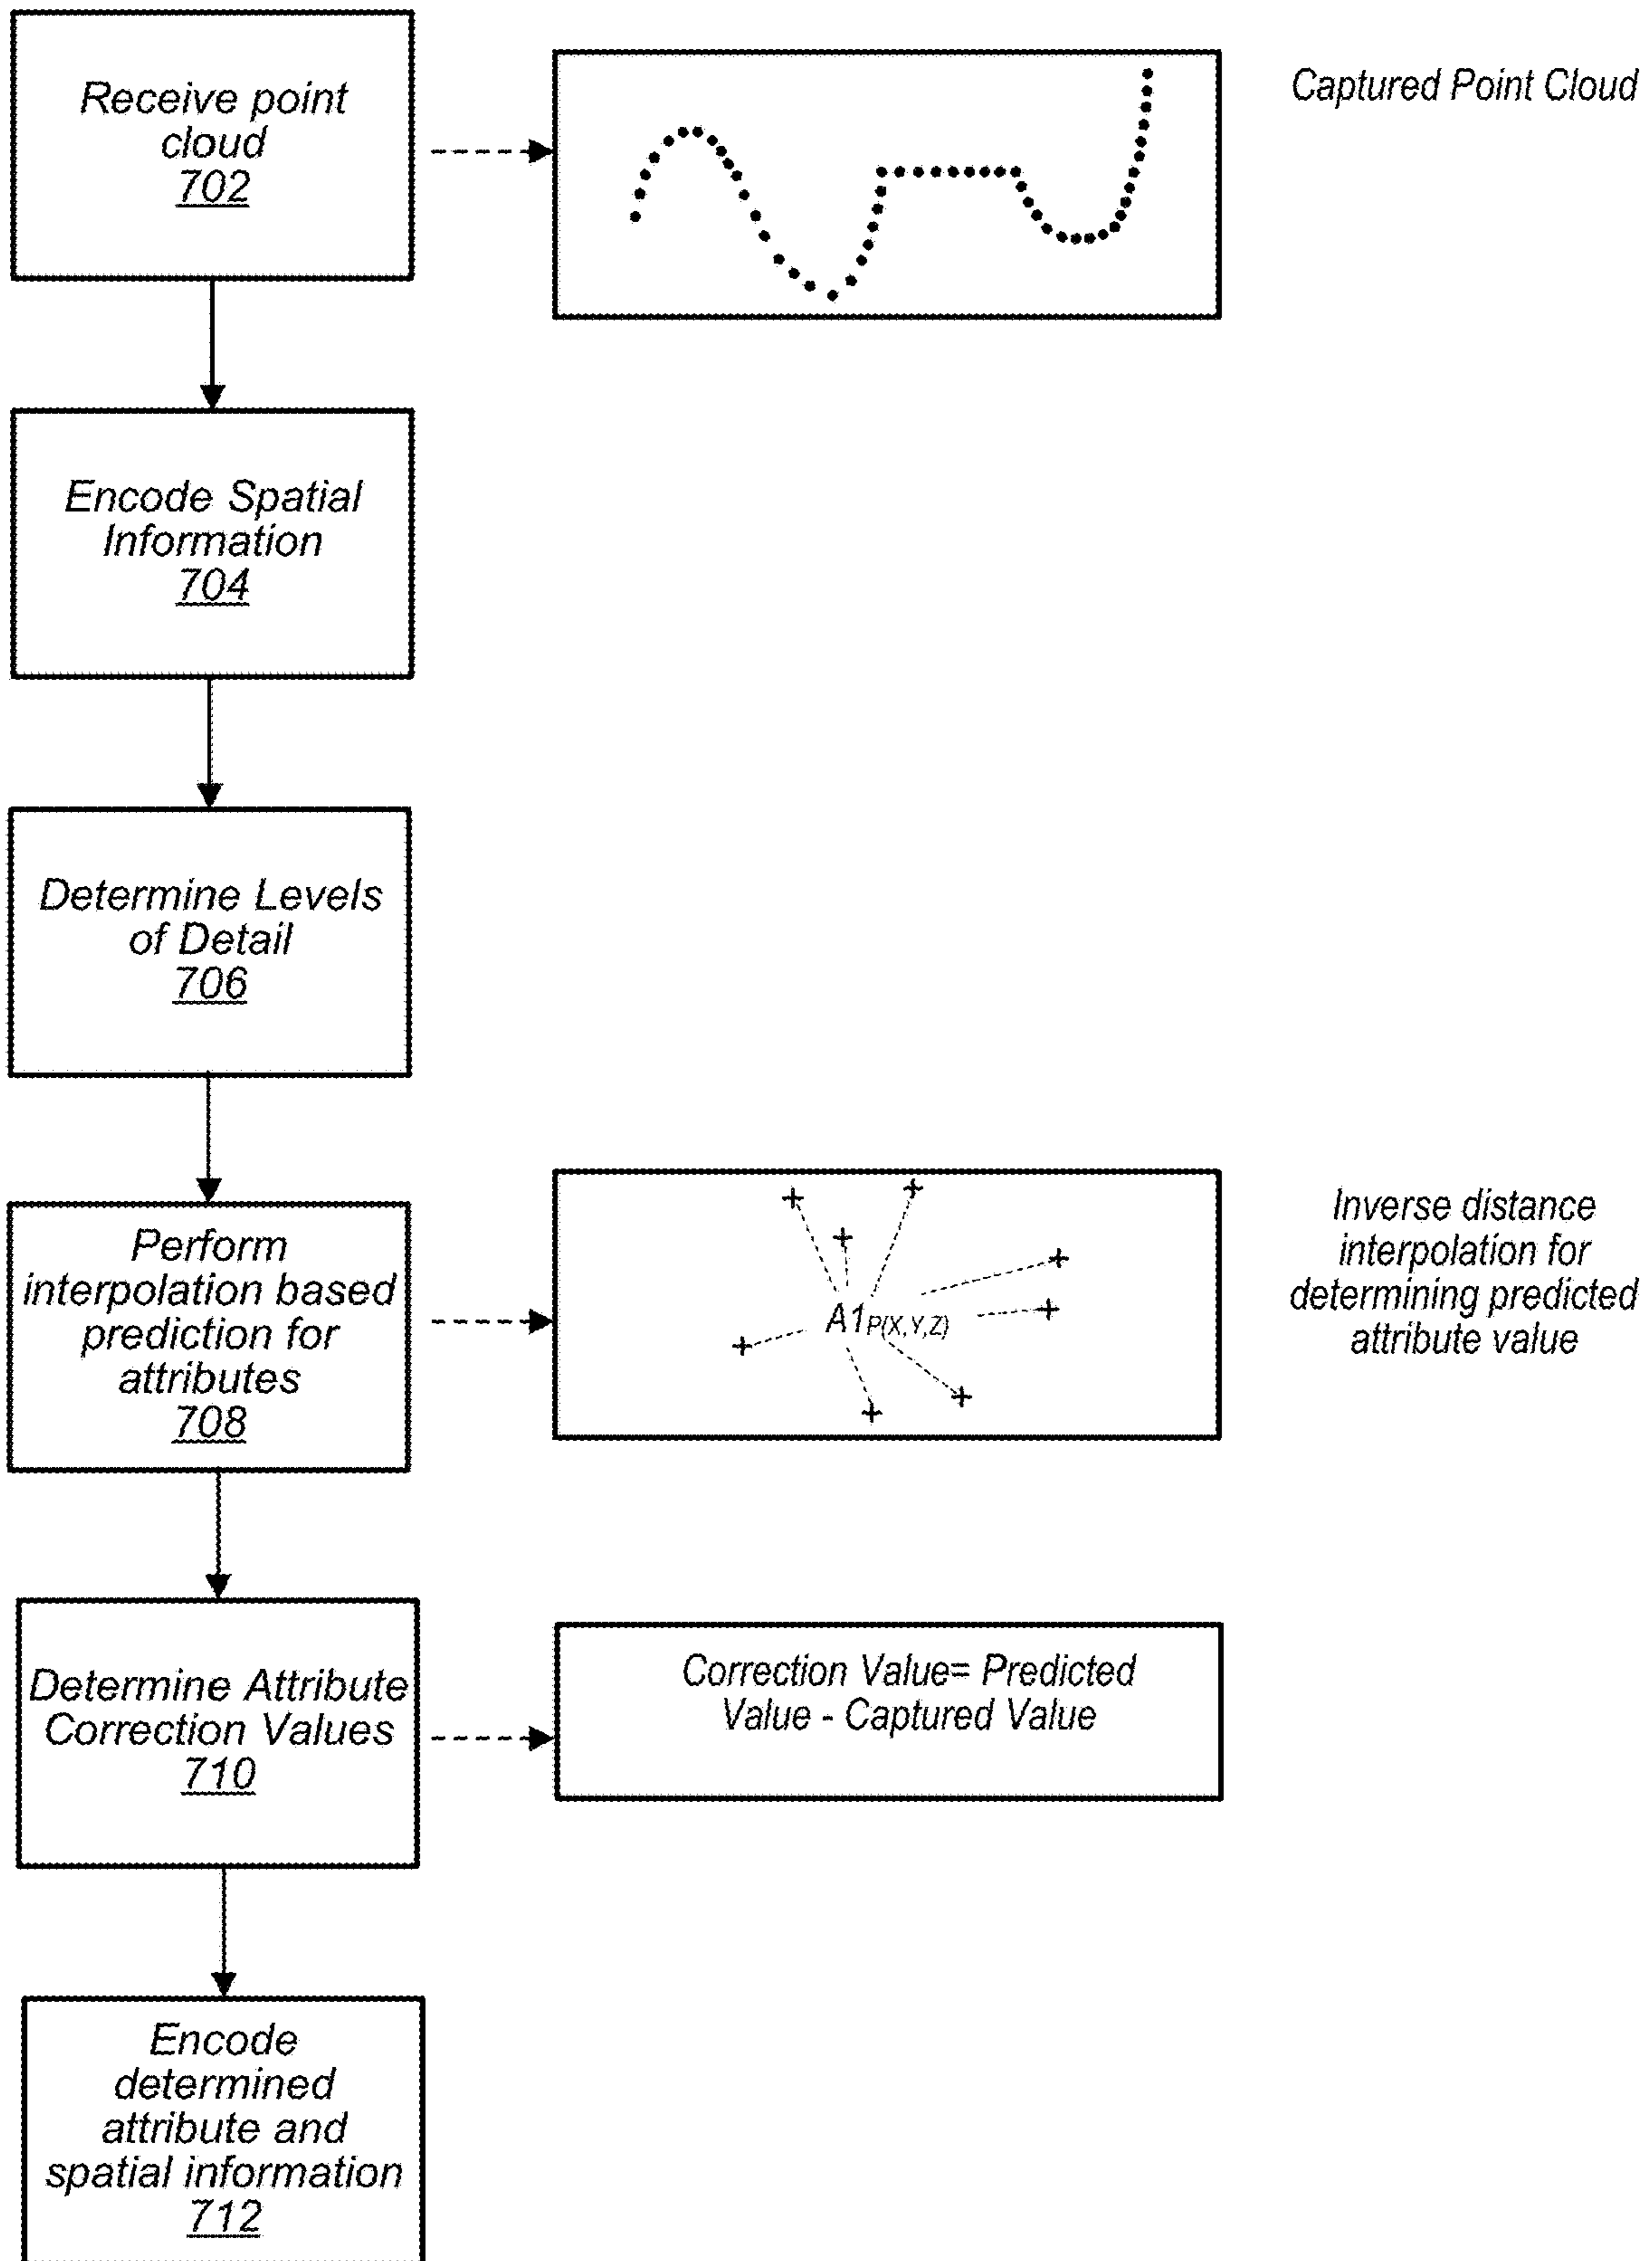 Receive point
cloud
702
Captured Point Cloud
Encode Spatial
Information
704
Determine Levels
of Detail
706
Perform
interpolation based
prediction for
attributes
708
A1P(X,Y,Z)
Inverse distance
interpolation for
determining predicted
attribute value
Determine Attribute
Correction Values
710
Correction Value= Predicted
Value - Captured Value
Encode
determined
attribute and
spatial information
712